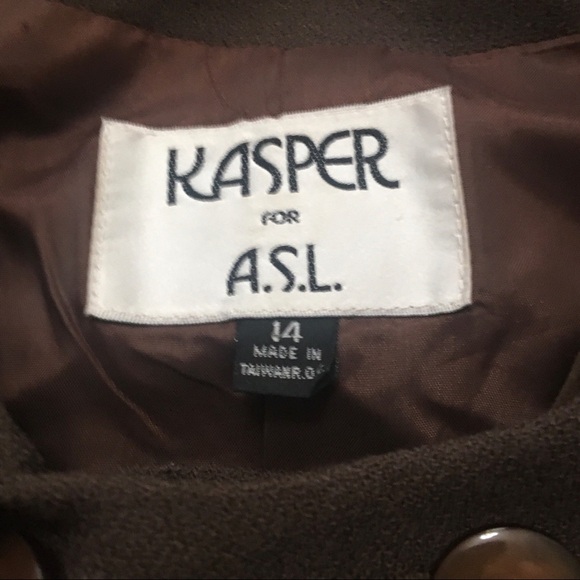 KASPER
FOR
A.S.L.
14
MADE IN
TAIWAN R.O.